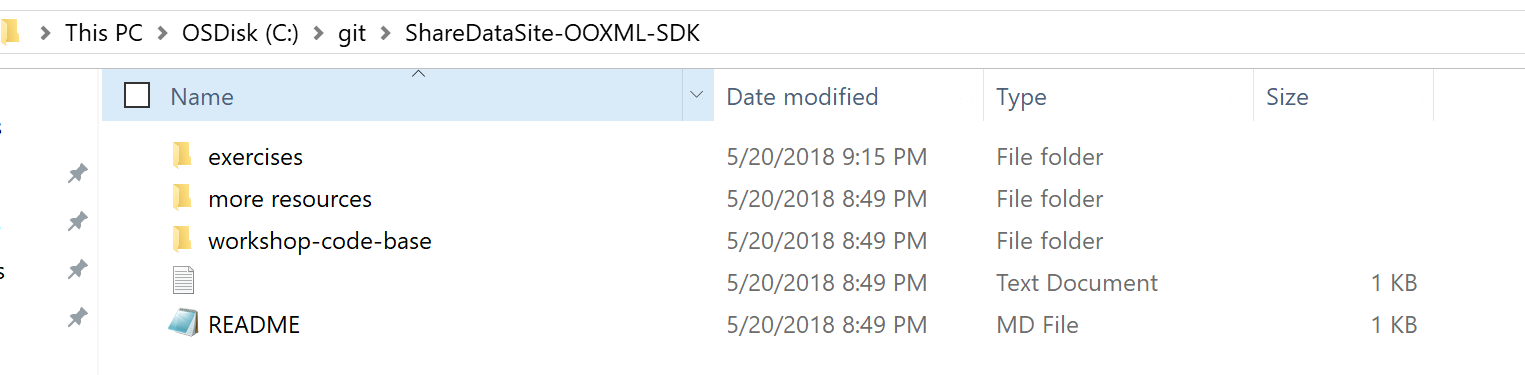 This PC > OSDisk (C:) > git > ShareDataSite-OOXML-SDK
Name Date modified Type Size
exercises 5/20/2018 9:15 PM File folder
more resources 5/20/2018 8:49 PM File folder
workshop-code-base 5/20/2018 8:49 PM File folder
5/20/2018 8:49 PM Text Document 1 KB
README 5/20/2018 8:49 PM MD File 1 KB